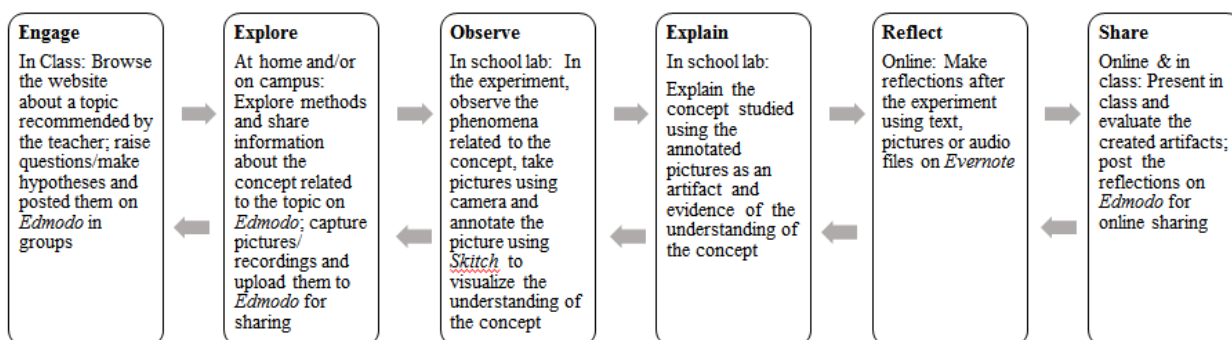 Engage
In Class: Browse
the website
about a topic
recommended by
the teacher; raise
questions/make
hypotheses and
posted them on
Edmodo in
groups
Explore
At home and/or
on campus:
Explore methods
and share
information
about the
concept related
to the topic on
Edmodo; capture
pictures/
recordings and
upload them to
Edmodo for
sharing
Observe
In school lab: In
the experiment,
observe the
phenomena
related to the
concept, take
pictures using
camera and
annotate the
picture using
Skitch to
visualize the
understanding of
the concept
Explain
In school lab:
Explain the
concept studied
using the
annotated
pictures as an
artifact and
evidence of the
understanding of
the concept
Reflect
Online: Make
reflections after
the experiment
using text,
pictures or audio
files on Evernote
Share
Online & in
class: Present in
class and
evaluate the
created artifacts;
post the
reflections on
Edmodo for
online sharing